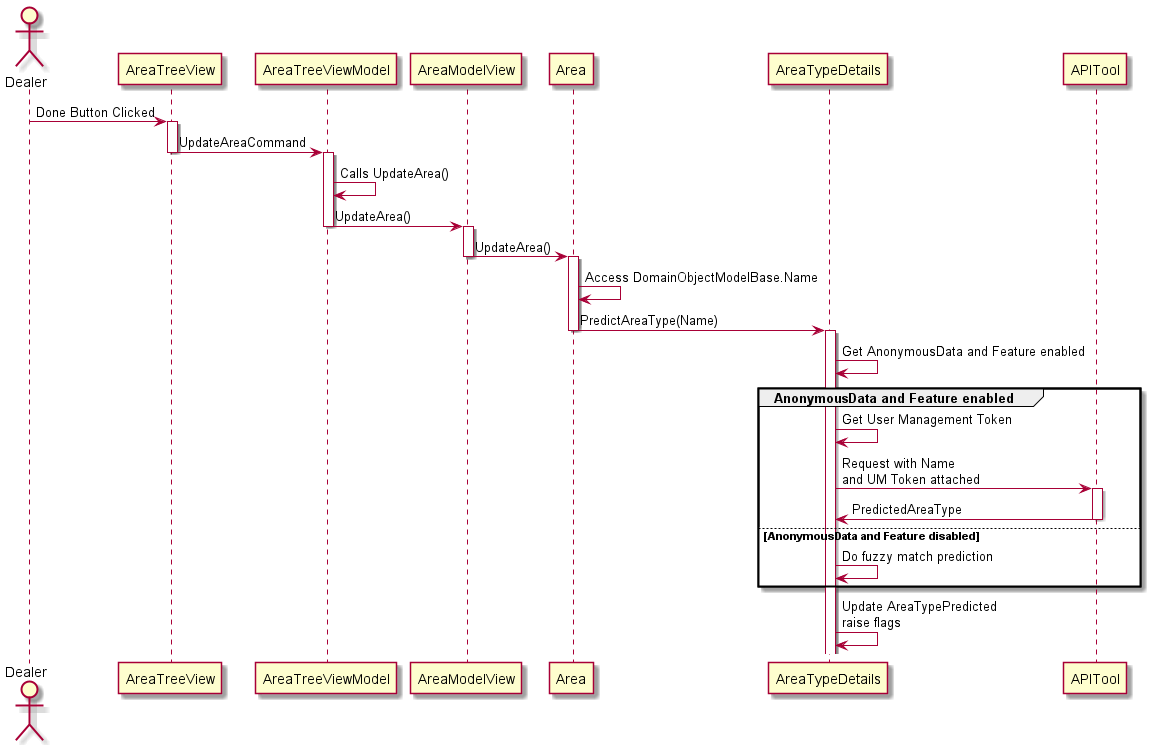 Dealer
AreaTreeView
AreaTreeViewModel
AreaModelView
Area
AreaTypeDetails
APITool
Done Button Clicked
UpdateAreaCommand
Calls UpdateArea()
UpdateArea()
UpdateArea()
Access DomainObjectModelBase.Name
PredictAreaType(Name)
Get AnonymousData and Feature enabled
AnonymousData and Feature enabled
Get User Management Token
Request with Name
and UM Token attached
PredictedAreaType
[AnonymousData and Feature disabled]
Do fuzzy match prediction
Update AreaTypePredicted
raise flags
Dealer
AreaTreeView
AreaTreeViewModel
AreaModelView
Area
AreaTypeDetails
APITool